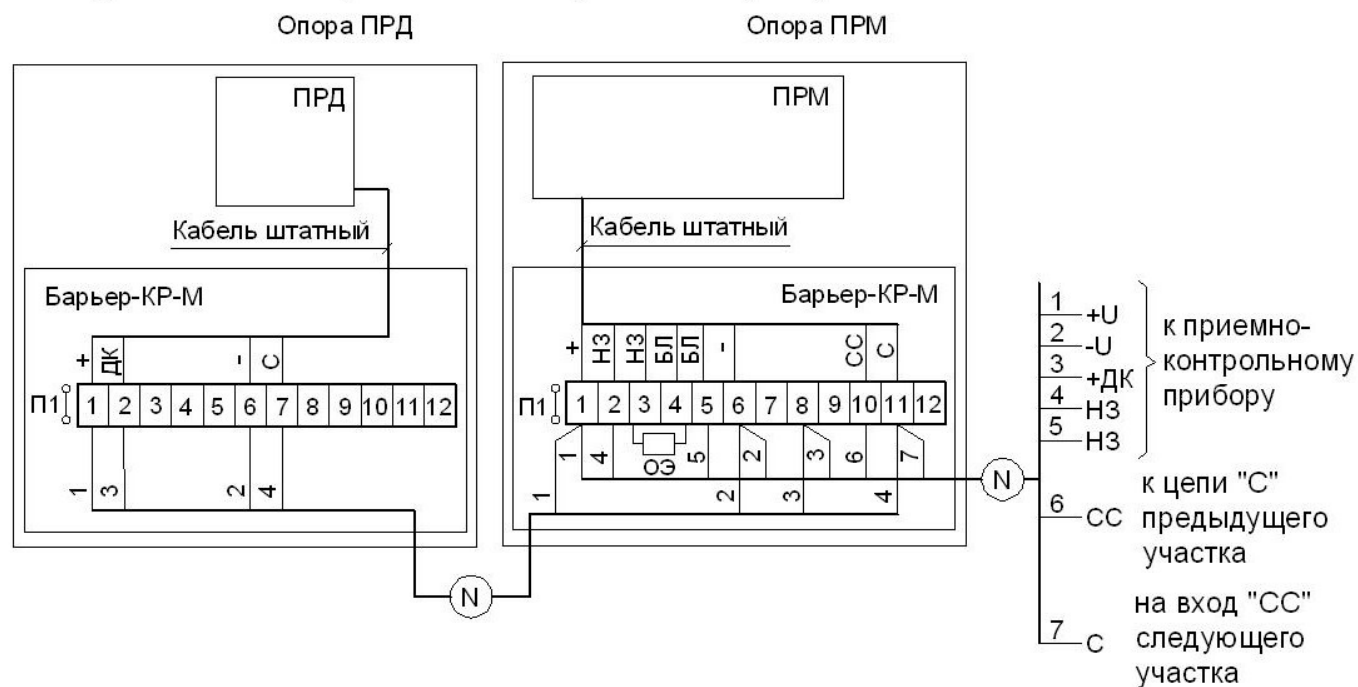 Опора ПРД
Опора ПРМ
ПРД
ПРМ
Кабель штатный
Кабель штатный
Барьер-КР-М
Барьер-КР-М
+ ДК - С
+ НЗ НЗ БЛ БЛ - СС С
П1 1 2 3 4 5 6 7 8 9 10 11 12
П1 1 2 3 4 5 6 7 8 9 10 11 12
ОЭ
1 3 2 4
1 4 5 2 3 6 7
1 2 3 4
N
N
1 +U
2 -U
3 +ДК
4 НЗ
5 НЗ
к приемно-
контрольному
прибору
6 СС
к цепи "С"
предыдущего
участка
7 С
на вход "СС"
следующего
участка